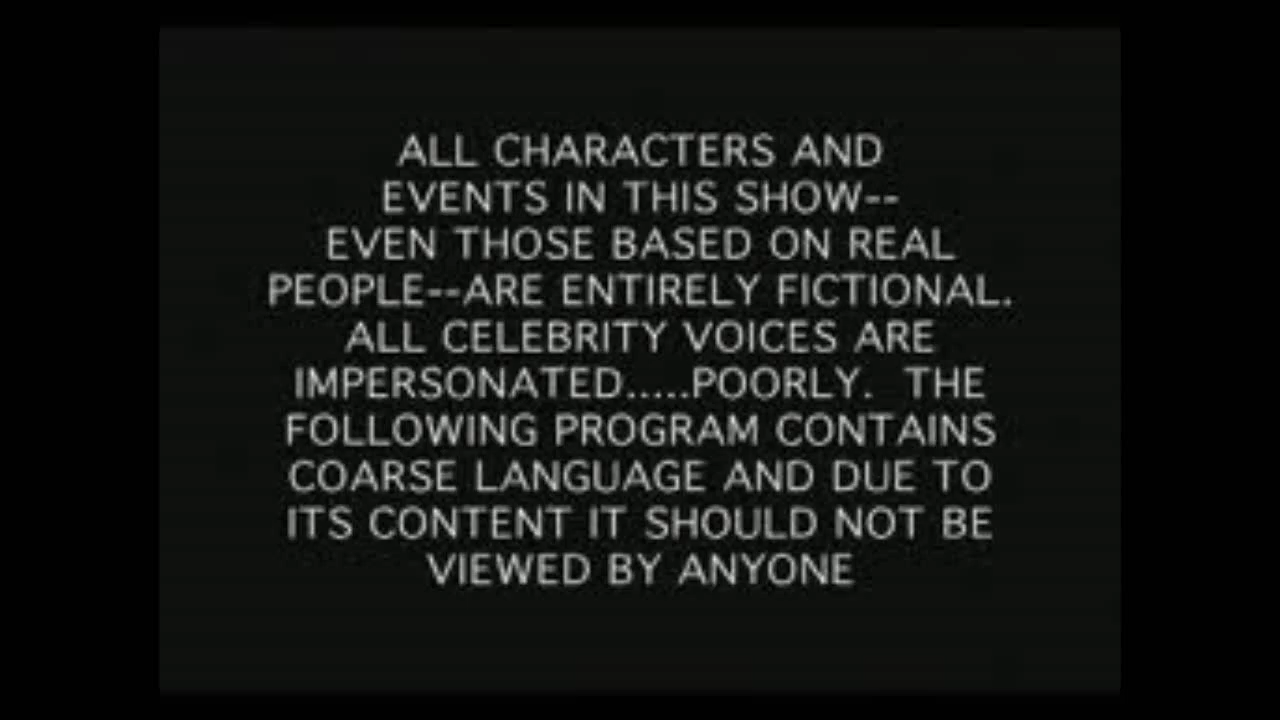 ALL CHARACTERS AND
EVENTS IN THIS SHOW--
EVEN THOSE BASED ON REAL
PEOPLE--ARE ENTIRELY FICTIONAL.
ALL CELEBRITY VOICES ARE
IMPERSONATED.....POORLY.  THE
FOLLOWING PROGRAM CONTAINS
COARSE LANGUAGE AND DUE TO
ITS CONTENT IT SHOULD NOT BE
VIEWED BY ANYONE